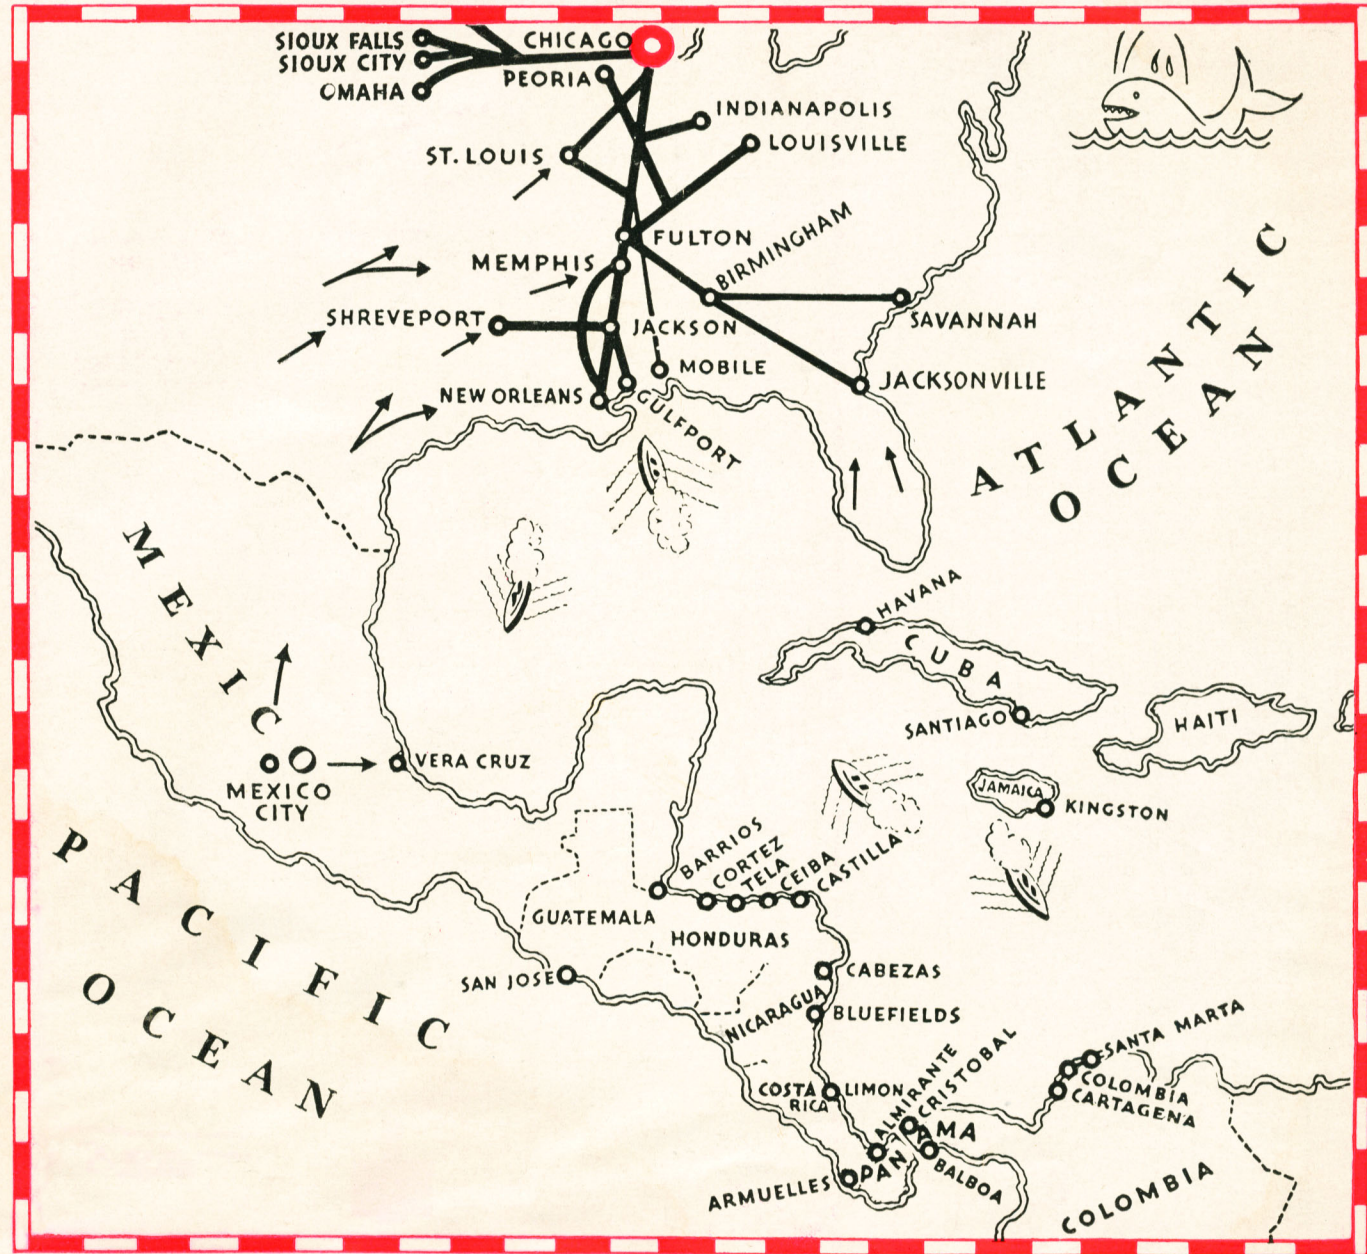 SIOUX FALLS
SIOUX CITY
OMAHA
CHICAGO
PEORIA
INDIANAPOLIS
LOUISVILLE
ST. LOUIS
FULTON
MEMPHIS
BIRMINGHAM
SHREVEPORT
JACKSON
SAVANNAH
MOBILE
JACKSONVILLE
NEW ORLEANS
GULFPORT
ATLANTIC
OCEAN
MEXICO
HAVANA
CUBA
SANTIAGO
HAITI
VERA CRUZ
MEXICO
CITY
JAMAICA
KINGSTON
PACIFIC
OCEAN
BARRIOS
CORTEZ
TELA
CEIBA
CASTILLA
GUATEMALA
HONDURAS
SAN JOSE
CABEZAS
NICARAGUA
BLUEFIELDS
COSTA
RICA
LIMON
ALMIRANTE
CRISTOBAL
SANTA MARTA
COLOMBIA
CARTAGENA
PANAMA
BALBOA
ARMUELLES
COLOMBIA